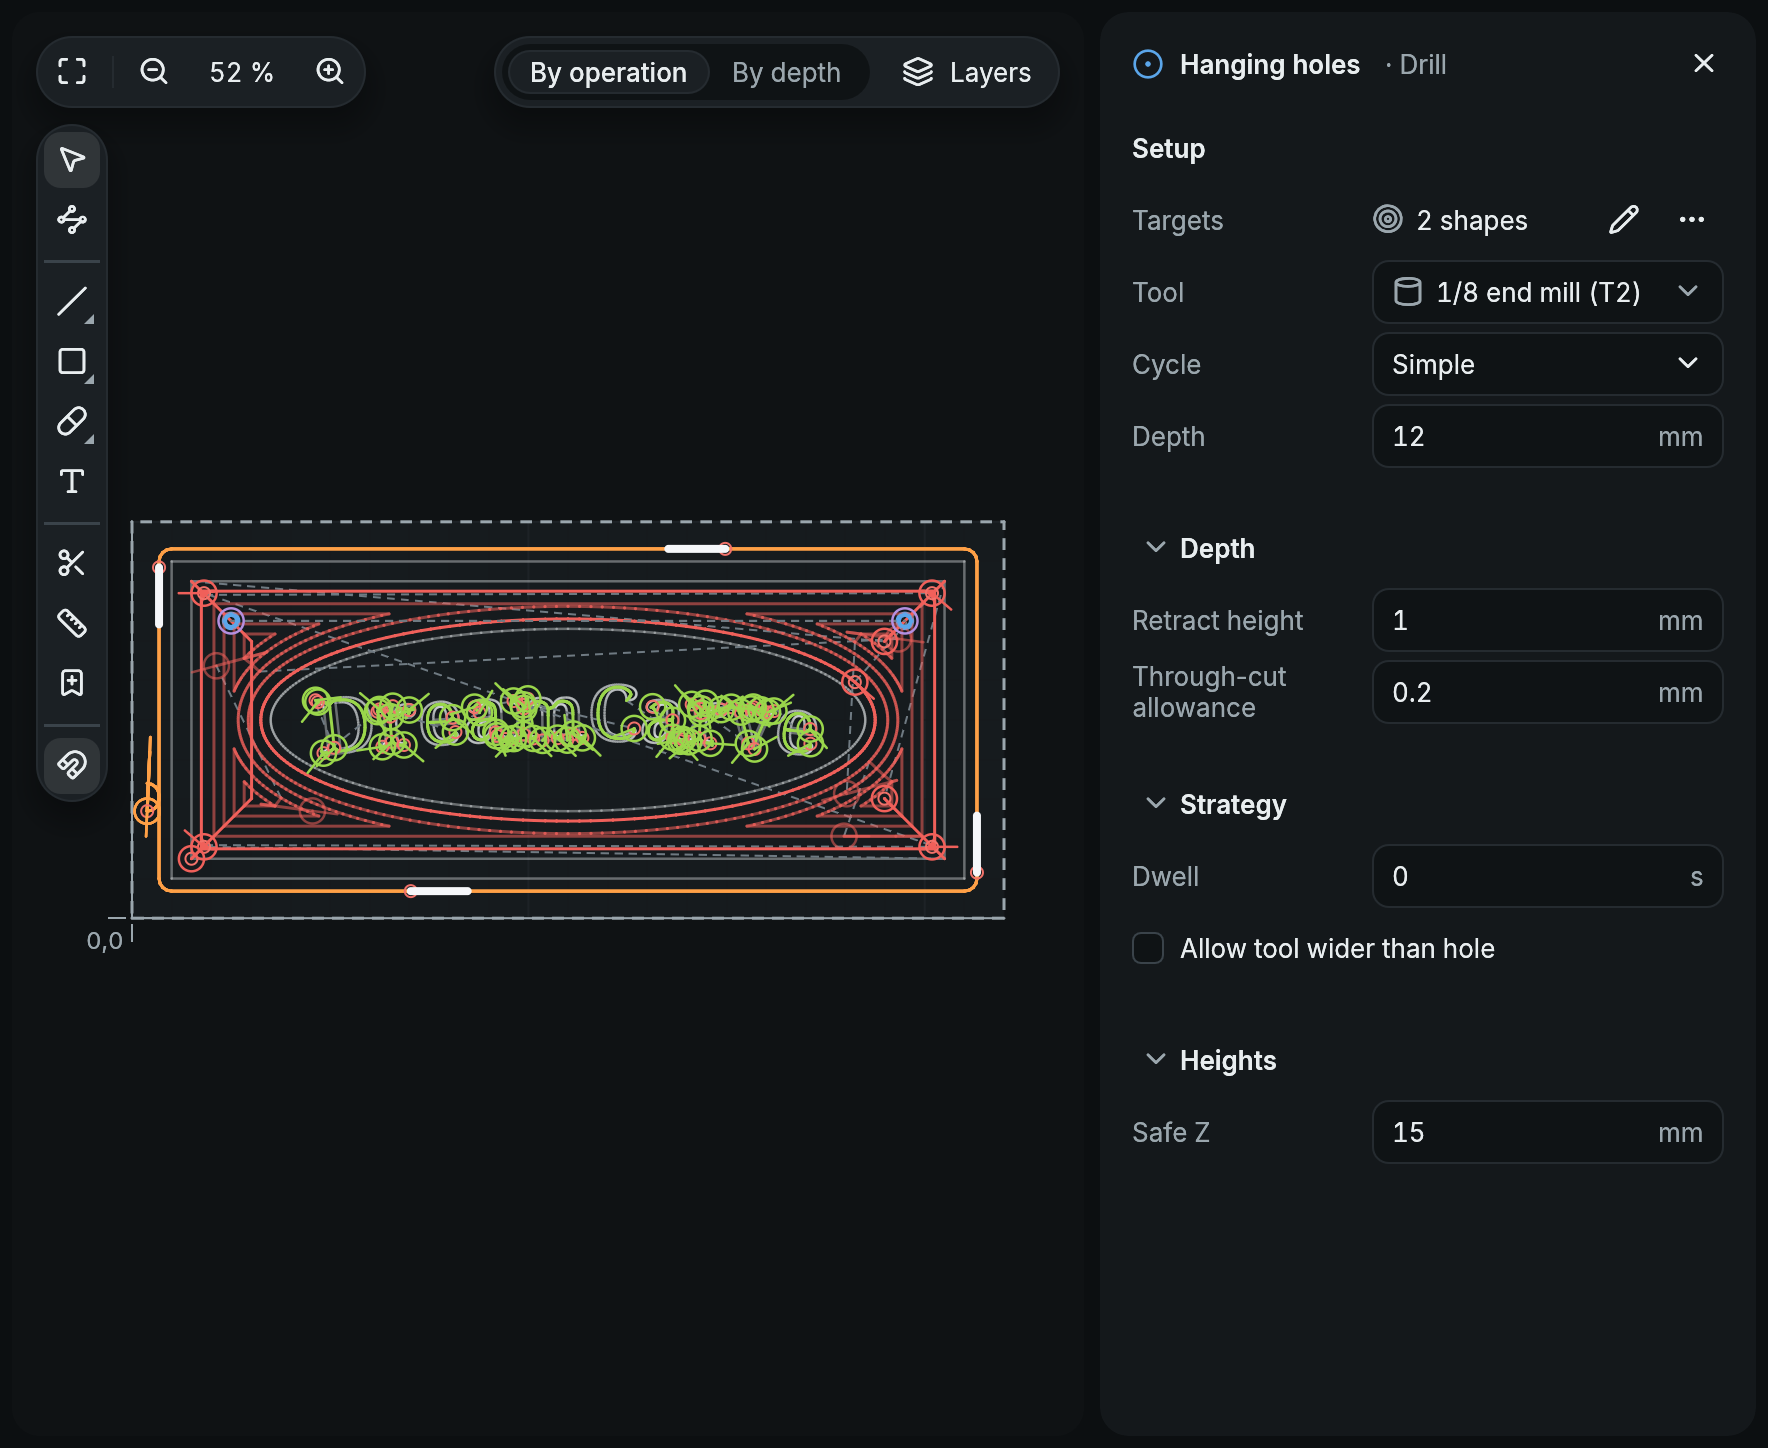 52 %
By operation
By depth
Layers
Hanging holes · Drill
Setup
Targets
2 shapes
Tool
1/8 end mill (T2)
Cycle
Simple
Depth
12 mm
Depth
Retract height
1 mm
Through-cut
allowance
0.2 mm
Strategy
Dwell
0 s
Allow tool wider than hole
Heights
Safe Z
15 mm
0,0